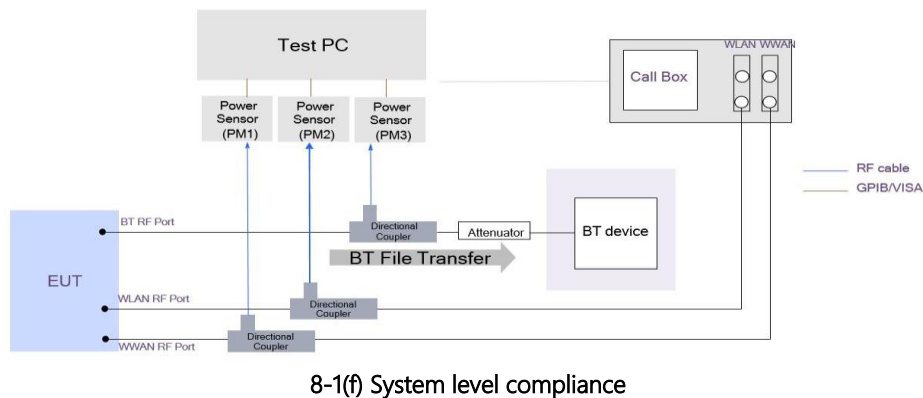 Test PC
WLAN WWAN
Call Box
Power
Sensor
(PM1)
Power
Sensor
(PM2)
Power
Sensor
(PM3)
RF cable
GPIB/VISA
BT RF Port
Directional
Coupler
Attenuator
BT device
BT File Transfer
EUT
WLAN RF Port
Directional
Coupler
WWAN RF Port
Directional
Coupler
8-1(f) System level compliance